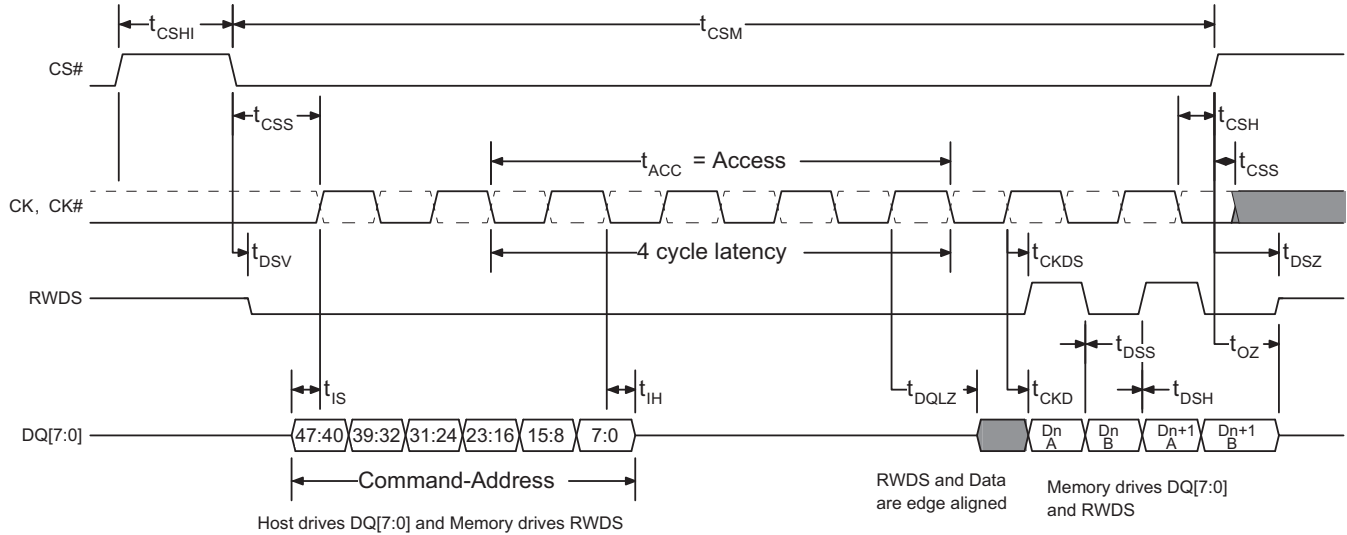 tCSHI
tCSM
CS#
tCSS
tCSH
tACC = Access
tCSS
CK, CK#
4 cycle latency
tDSV
tCKDS
tDSZ
RWDS
tDSS
tOZ
tIS
tIH
tDQLZ
tCKD
tDSH
DQ[7:0]
47:40 39:32 31:24 23:16 15:8 7:0
Dn A
Dn B
Dn+1 A
Dn+1 B
Command-Address
RWDS and Data
are edge aligned
Memory drives DQ[7:0]
and RWDS
Host drives DQ[7:0] and Memory drives RWDS